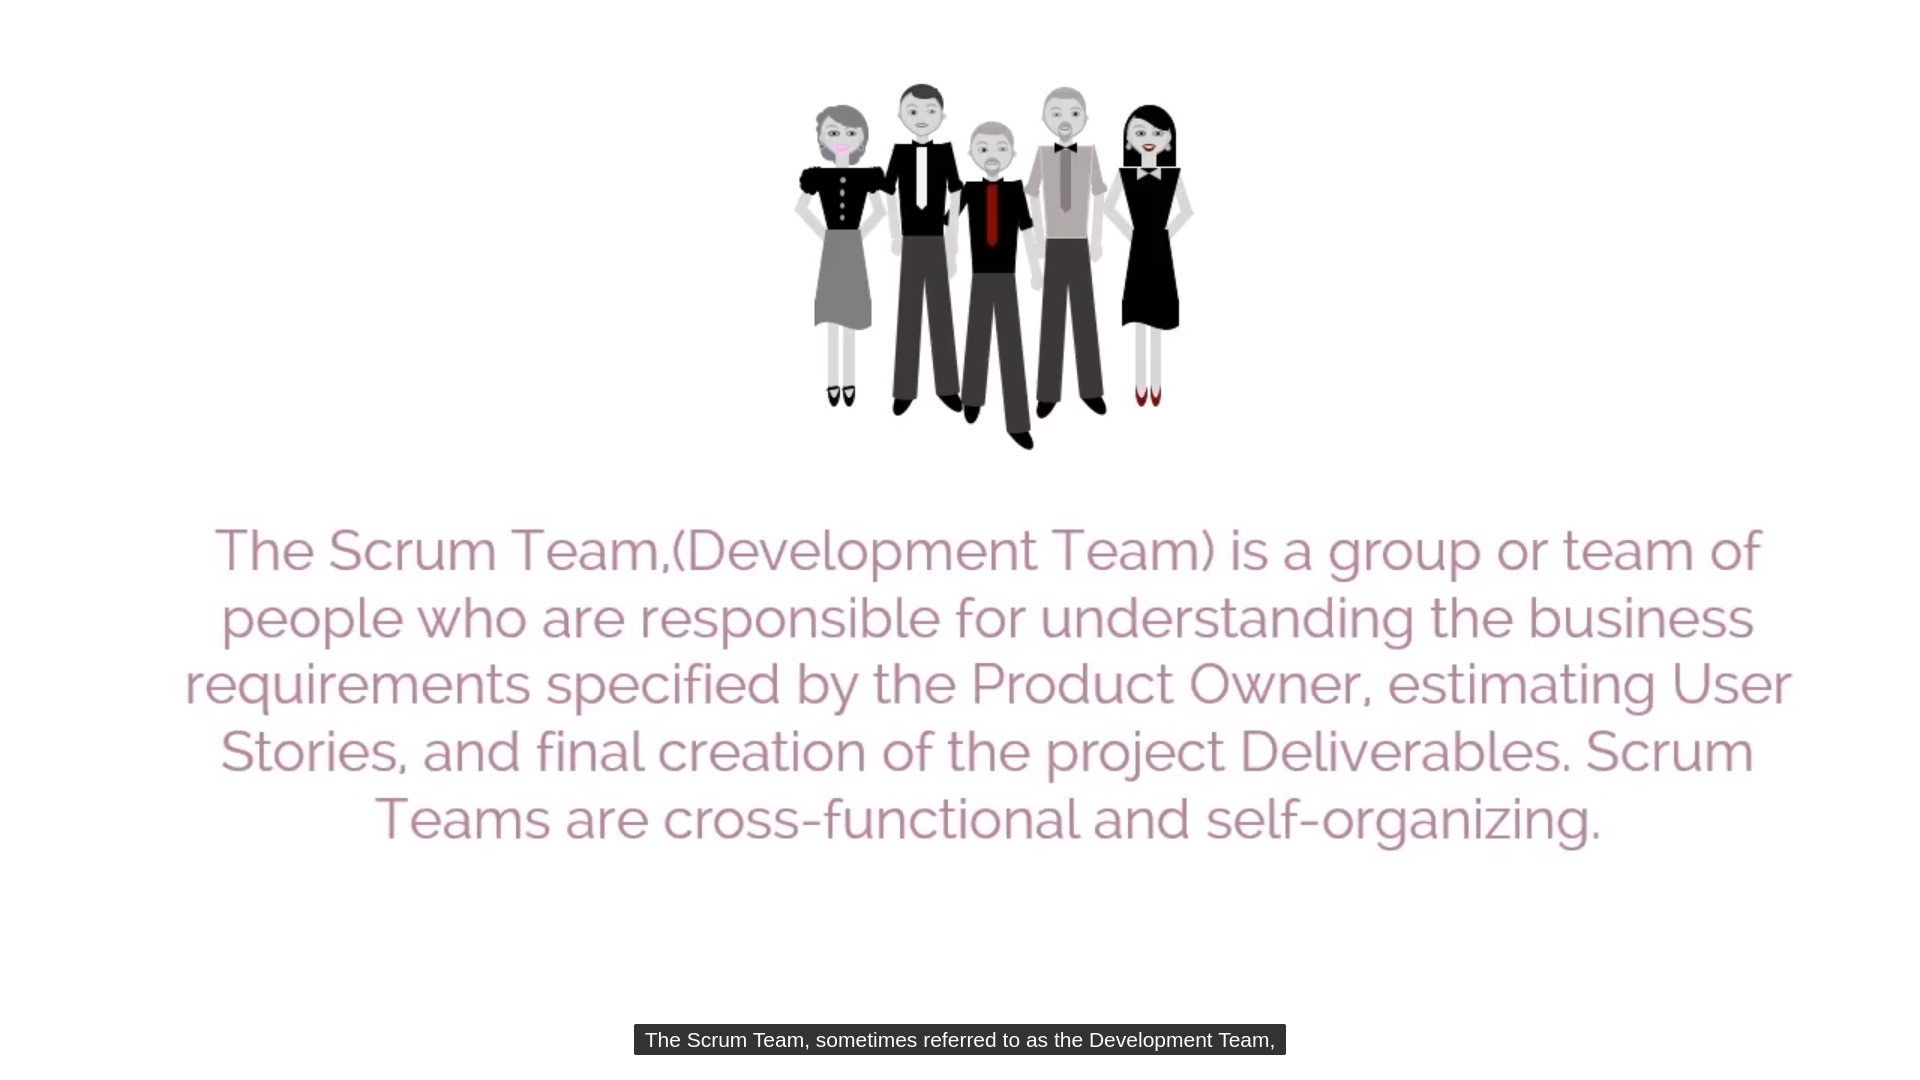 The Scrum Team,(Development Team) is a group or team of
people who are responsible for understanding the business
requirements specified by the Product Owner, estimating User
Stories, and final creation of the project Deliverables. Scrum
Teams are cross-functional and self-organizing.
The Scrum Team, sometimes referred to as the Development Team,